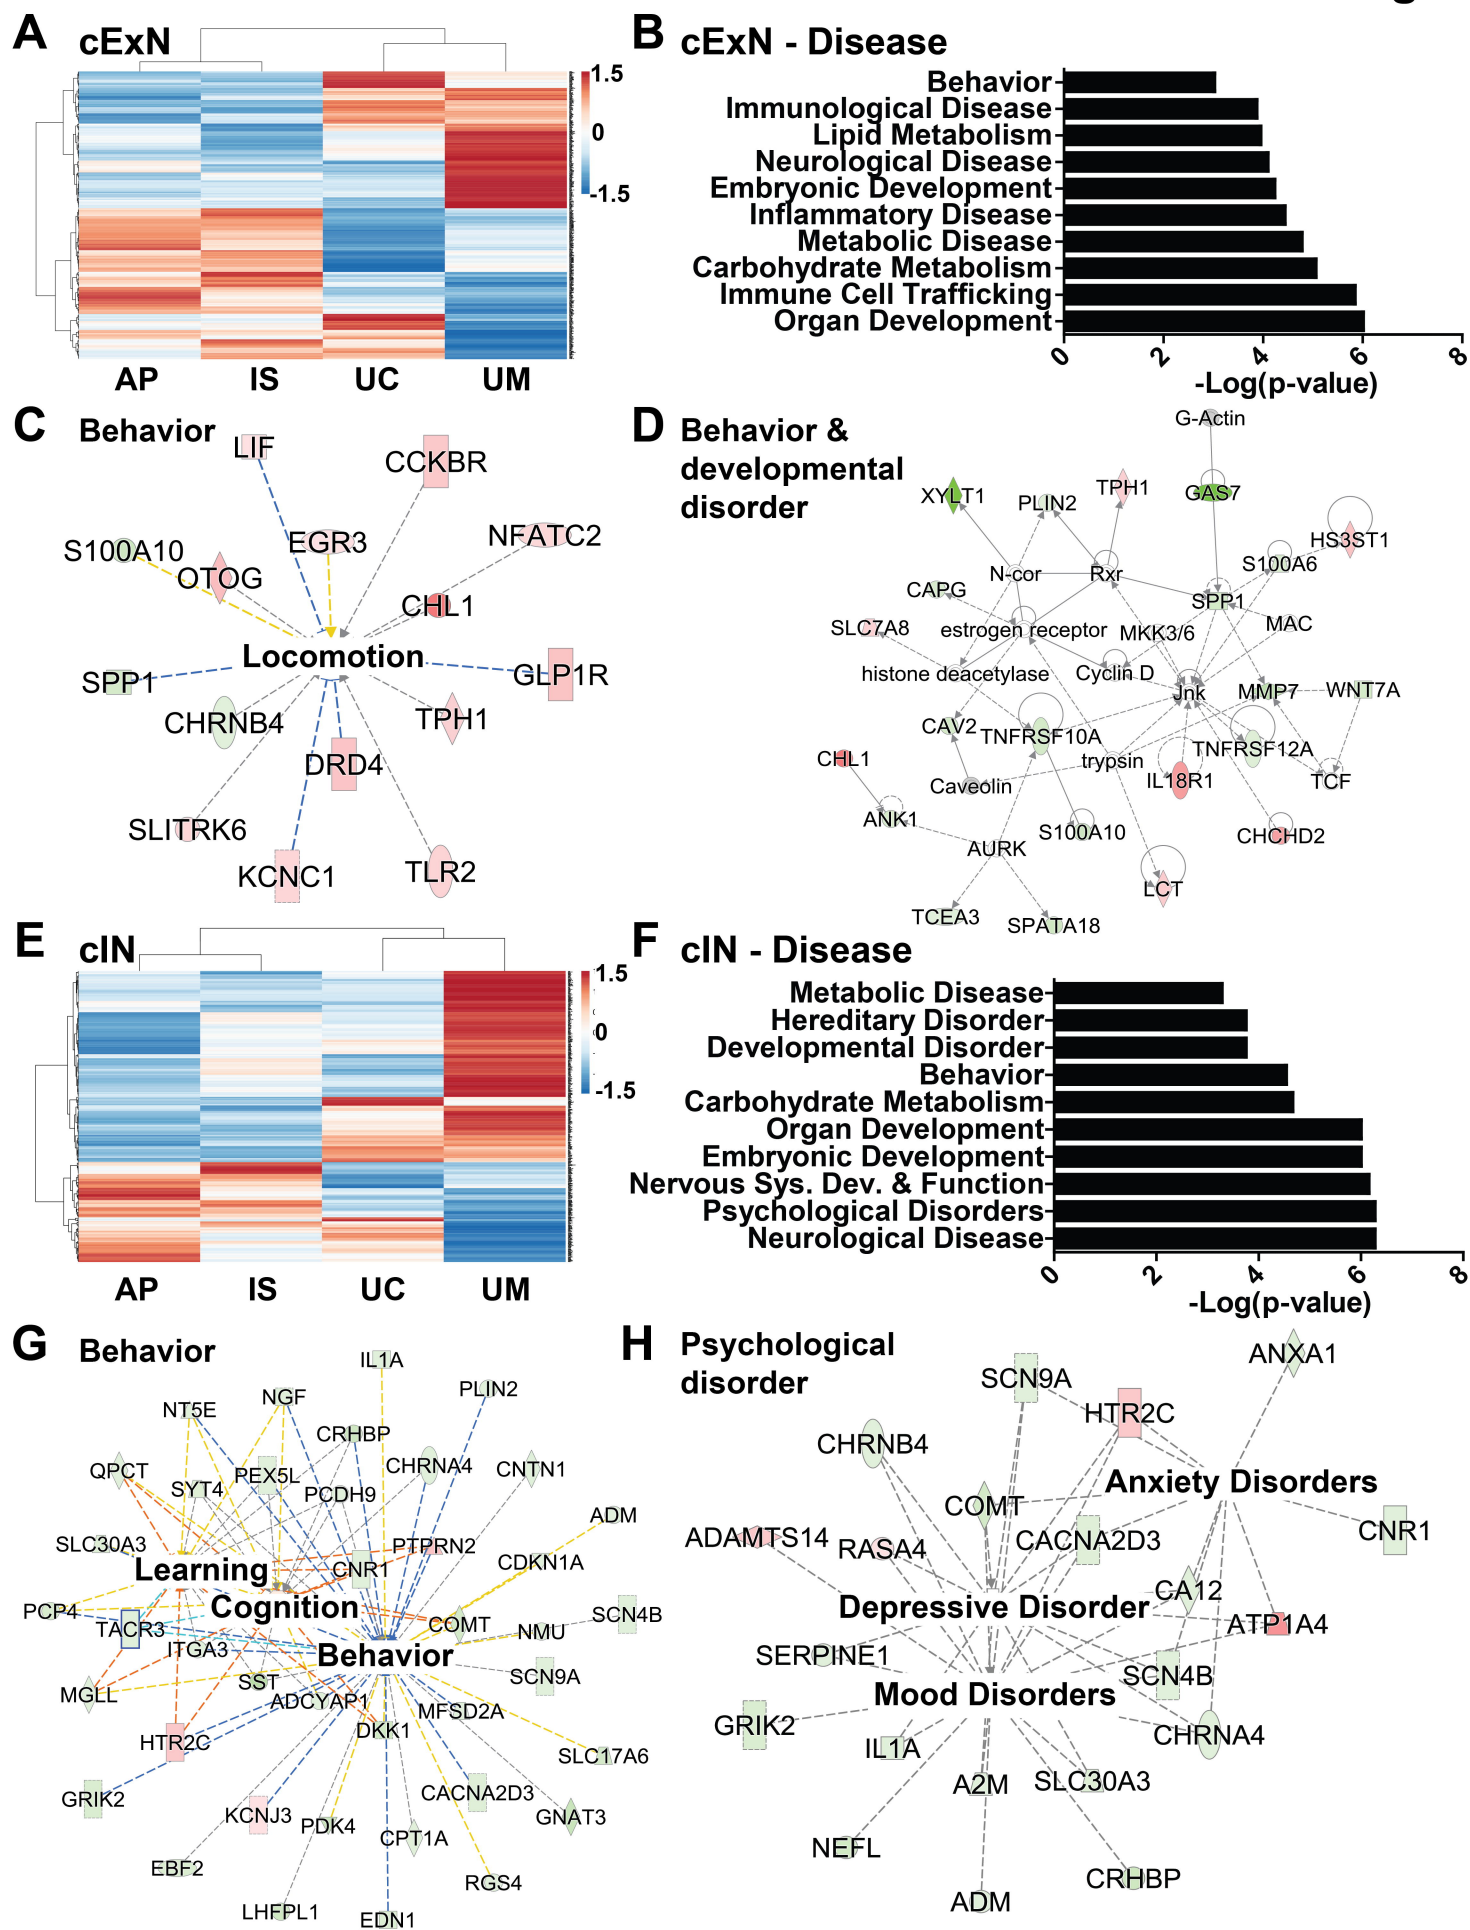 A cExN
1.5
0
-1.5
AP IS UC UM
B cExN - Disease
Behavior
Immunological Disease
Lipid Metabolism
Neurological Disease
Embryonic Development
Inflammatory Disease
Metabolic Disease
Carbohydrate Metabolism
Immune Cell Trafficking
Organ Development
0 2 4 6 8
-Log(p-value)
C Behavior
LIF
CCKBR
S100A10
EGR3
NFATC2
OTOG
CHL1
Locomotion
SPP1
GLP1R
CHRNB4
TPH1
DRD4
SLITRK6
KCNC1
TLR2
D Behavior &
developmental
disorder
G-Actin
XYLT1
PLIN2
TPH1
GAS7
HS3ST1
N-cor
Rxr
S100A6
CAPG
SPP1
SLC7A8
estrogen receptor
MKK3/6
MAC
histone deacetylase
Cyclin D
Jnk
MMP7
WNT7A
CAV2
TNFRSF10A
TNFRSF12A
CHL1
trypsin
Caveolin
IL18R1
TCF
ANK1
S100A10
CHCHD2
AURK
LCT
TCEA3
SPATA18
E cIN
1.5
0
-1.5
AP IS UC UM
F cIN - Disease
Metabolic Disease
Hereditary Disorder
Developmental Disorder
Behavior
Carbohydrate Metabolism
Organ Development
Embryonic Development
Nervous Sys. Dev. & Function
Psychological Disorders
Neurological Disease
0 2 4 6 8
-Log(p-value)
G Behavior
IL1A
PLIN2
NT5E
NGF
CRHBP
QPCT
SYT4
PEX5L
PCDH9
CHRNA4
CNTN1
ADM
SLC30A3
PTPRN2
CDKN1A
Learning
CNR1
PCP4
Cognition
TACR3
COMT
NMU
SCN4B
ITGA3
Behavior
SST
SCN9A
MGLL
ADCYAP1
MFSD2A
HTR2C
DKK1
SLC17A6
GRIK2
KCNJ3
PDK4
CACNA2D3
GNAT3
CPT1A
EBF2
RGS4
LHFPL1
EDN1
H Psychological
disorder
ANXA1
SCN9A
HTR2C
CHRNB4
Anxiety Disorders
COMT
ADAMTS14
RASA4
CACNA2D3
CNR1
CA12
Depressive Disorder
ATP1A4
SERPINE1
SCN4B
Mood Disorders
GRIK2
IL1A
CHRNA4
A2M
SLC30A3
NEFL
CRHBP
ADM